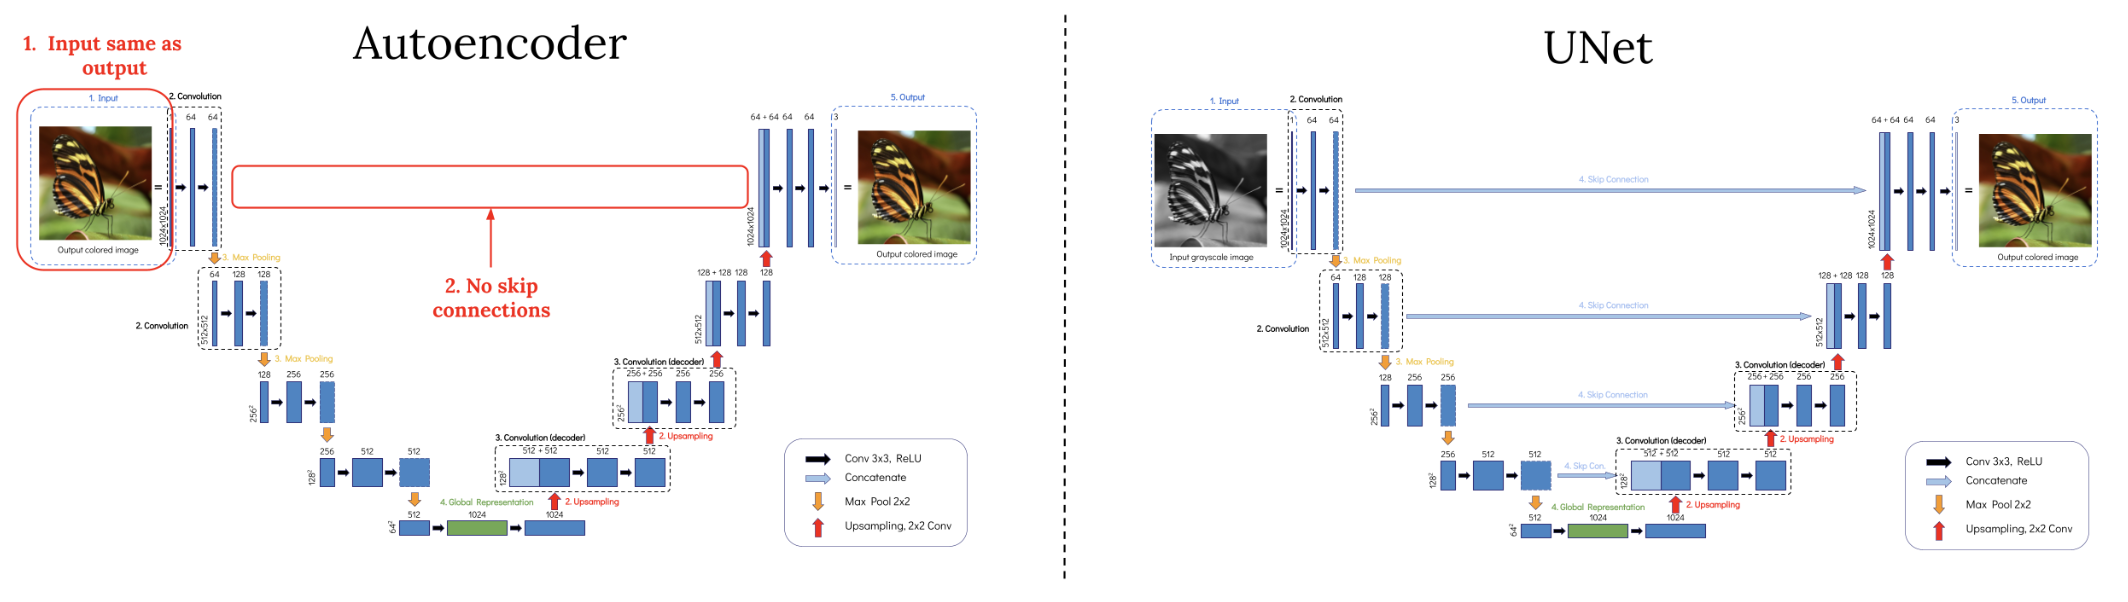 Autoencoder
1. Input same as
output
1. Input
2. Convolution
64
64
1024x1024
Output colored image
3. Max Pooling
64
128
128
512x512
2. Convolution
3. Max Pooling
128
256
256
256²
256
512
512
128²
512
64²
4. Global Representation
1024
1024
2. Upsampling
3. Convolution (decoder)
512 + 512
512
512
128²
2. Upsampling
3. Convolution (decoder)
256 + 256
256
256
256²
128 + 128
128
128
512x512
64 + 64
64
64
1024x1024
5. Output
3
Output colored image
=
=
2. No skip
connections
Conv 3x3, ReLU
Concatenate
Max Pool 2x2
Upsampling, 2x2 Conv
UNet
1. Input
2. Convolution
1
64
64
1024x1024
Input grayscale image
4. Skip Connection
3. Max Pooling
64
128
128
512x512
2. Convolution
4. Skip Connection
3. Max Pooling
128
256
256
256²
4. Skip Connection
256
512
512
128²
4. Skp Con.
512
64²
4. Global Representation
1024
1024
2. Upsampling
3. Convolution (decoder)
512 + 512
512
512
128²
2. Upsampling
3. Convolution (decoder)
256 + 256
256
256
256²
128 + 128
128
128
512x512
64 + 64
64
64
1024x1024
5. Output
3
Output colored image
=
=
Conv 3x3, ReLU
Concatenate
Max Pool 2x2
Upsampling, 2x2 Conv